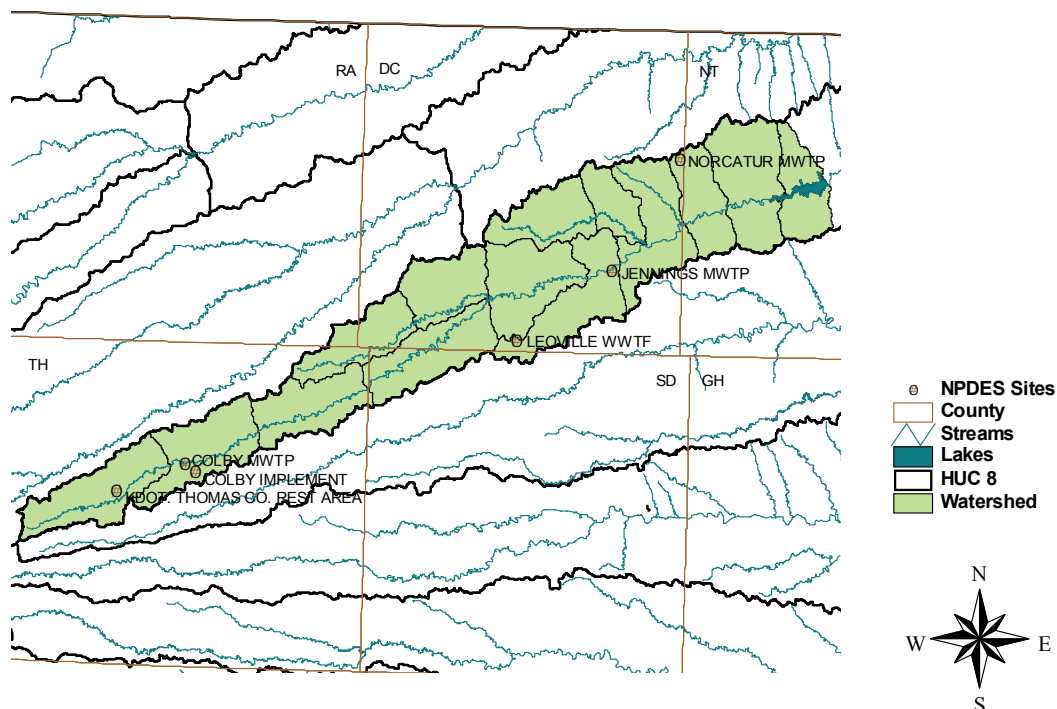 RA
DC
NT
NORCATUR MWTP
JENNINGS MWTP
LEOVILLE WWTF
TH
SD
GH
COLBY MWTP
COLBY IMPLEMENT
KDOT. THOMAS CO. REST AREA
NPDES Sites
County
Streams
Lakes
HUC 8
Watershed
N
W
E
S